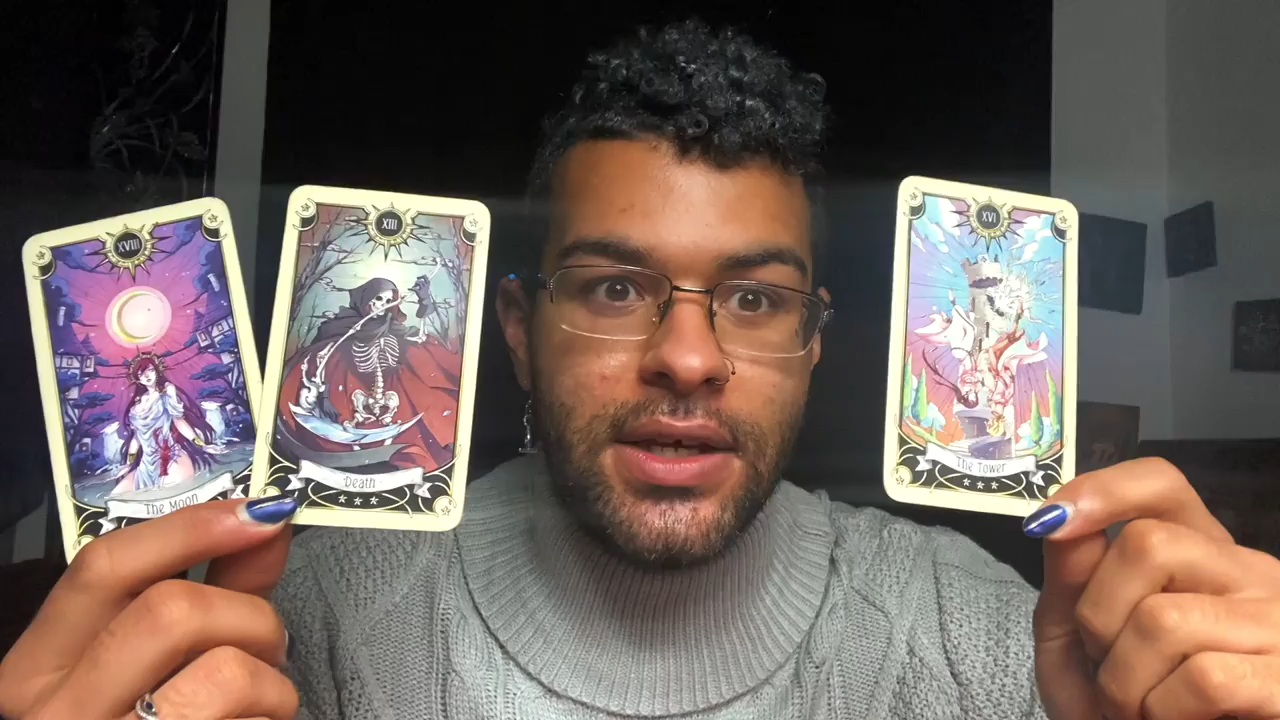 XVIII
The Moon
XIII
Death
XVI
The Tower